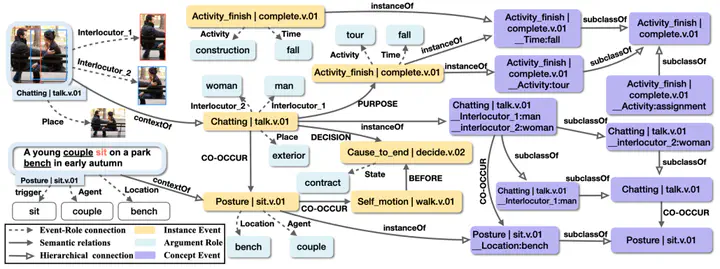 Interlocutor_1
Interlocutor_2
Chatting | talk.v.01
Place
contextOf
A young couple sit on a park
bench in early autumn
Posture | sit.v.01
trigger
Agent
Location
contextOf
sit
couple
bench
Event-Role connection
Semantic relations
Hierarchical connection
Instance Event
Argument Role
Concept Event
Activity_finish | complete.v.01
Activity
Time
construction
fall
tour
fall
Activity
Time
Activity_finish | complete.v.01
woman
man
Interlocutor_2
Interlocutor_1
PURPOSE
Chatting | talk.v.01
Place
DECISION
exterior
CO-OCCUR
Cause_to_end | decide.v.02
State
contract
BEFORE
Posture | sit.v.01
CO-OCCUR
Self_motion | walk.v.01
Location
Agent
bench
couple
instanceOf
instanceOf
instanceOf
instanceOf
instanceOf
Activity_finish |
complete.v.01
__Time:fall
subclassOf
Activity_finish |
complete.v.01
Activity_finish |
complete.v.01
__Activity:tour
subclassOf
subclassOf
Activity_finish |
complete.v.01
__Activity:assignment
Chatting | talk.v.01
__Interlocutor_1:man
__interlocutor_2:woman
subclassOf
Chatting | talk.v.01
__interlocutor_2:woman
subclassOf
subclassOf
CO-OCCUR
Chatting | talk.v.01
__Interlocutor_1:man
subclassOf
Chatting | talk.v.01
CO-OCCUR
Posture | sit.v.01
__Location:bench
subclassOf
Posture | sit.v.01